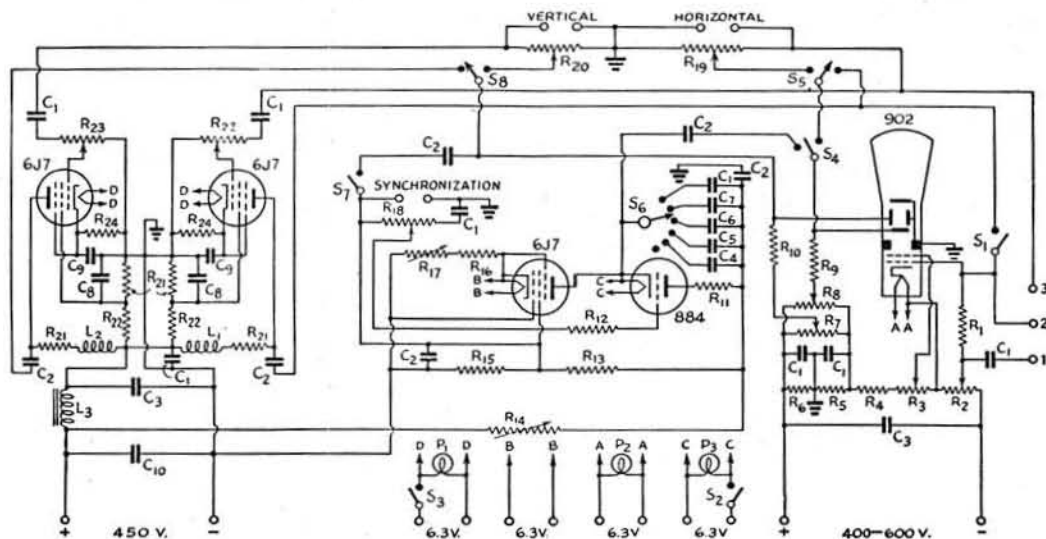 VERTICAL HORIZONTAL
R20 R19
S8 S5
C1 C1 902
R23 R22 C2
6J7 6J7 C2 S4
S7 SYNCHRONIZATION C2
D D D D
R18 C1 S6 C1 C7 C6 C5 C4
S1
R24 R24 6J7 R10 R9
C9 C9 R17 R16 3
C8 R21 C8 B B C C R11 R8 A A R1 2
R22 R22 R12 884 R7
R21 L2 L1 R21 C1 C1 C1 1
C2 C1 C2 C2 R15 R13
L3 C3 R6 R5 R4 R3 R2
R14 C3
C10 D P1 D B B A P2 A C P3 C
S3 S2
+ 450 V. - 6.3V. 6.3V. 6.3V 6.3V + 400-600 V. -